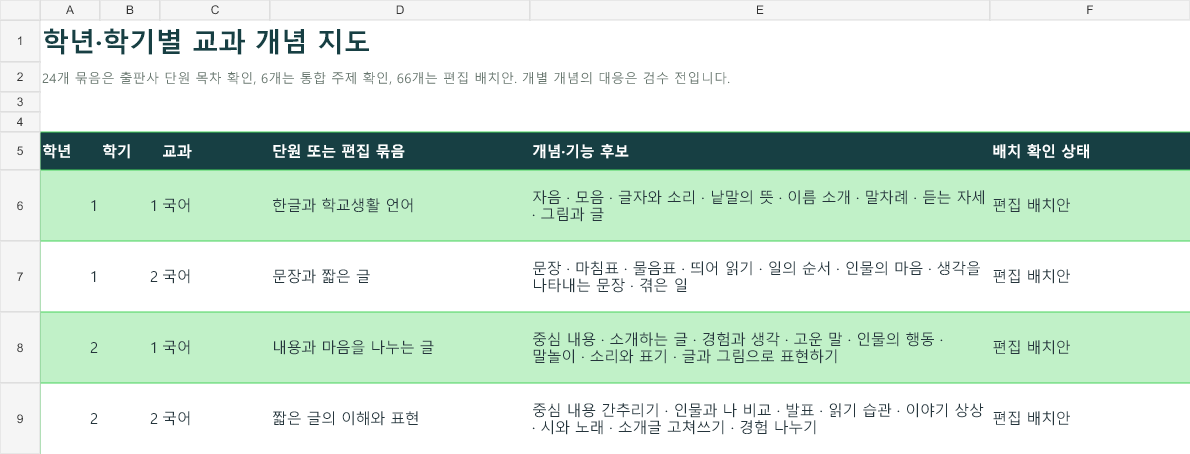 A B C D E F
1 학년·학기별 교과 개념 지도
2 24개 묶음은 출판사 단원 목차 확인, 6개는 통합 주제 확인, 66개는 편집 배치안. 개별 개념의 대응은 검수 전입니다.
3
4
5 학년 학기 교과 단원 또는 편집 묶음 개념·기능 후보 배치 확인 상태
6 1 1 국어 한글과 학교생활 언어 자음 · 모음 · 글자와 소리 · 낱말의 뜻 · 이름 소개 · 말차례 · 듣는 자세
· 그림과 글 편집 배치안
7 1 2 국어 문장과 짧은 글 문장 · 마침표 · 물음표 · 띄어 읽기 · 일의 순서 · 인물의 마음 · 생각을
나타내는 문장 · 겪은 일 편집 배치안
8 2 1 국어 내용과 마음을 나누는 글 중심 내용 · 소개하는 글 · 경험과 생각 · 고운 말 · 인물의 행동 ·
말놀이 · 소리와 표기 · 글과 그림으로 표현하기 편집 배치안
9 2 2 국어 짧은 글의 이해와 표현 중심 내용 간추리기 · 인물과 나 비교 · 발표 · 읽기 습관 · 이야기 상상
· 시와 노래 · 소개글 고쳐쓰기 · 경험 나누기 편집 배치안